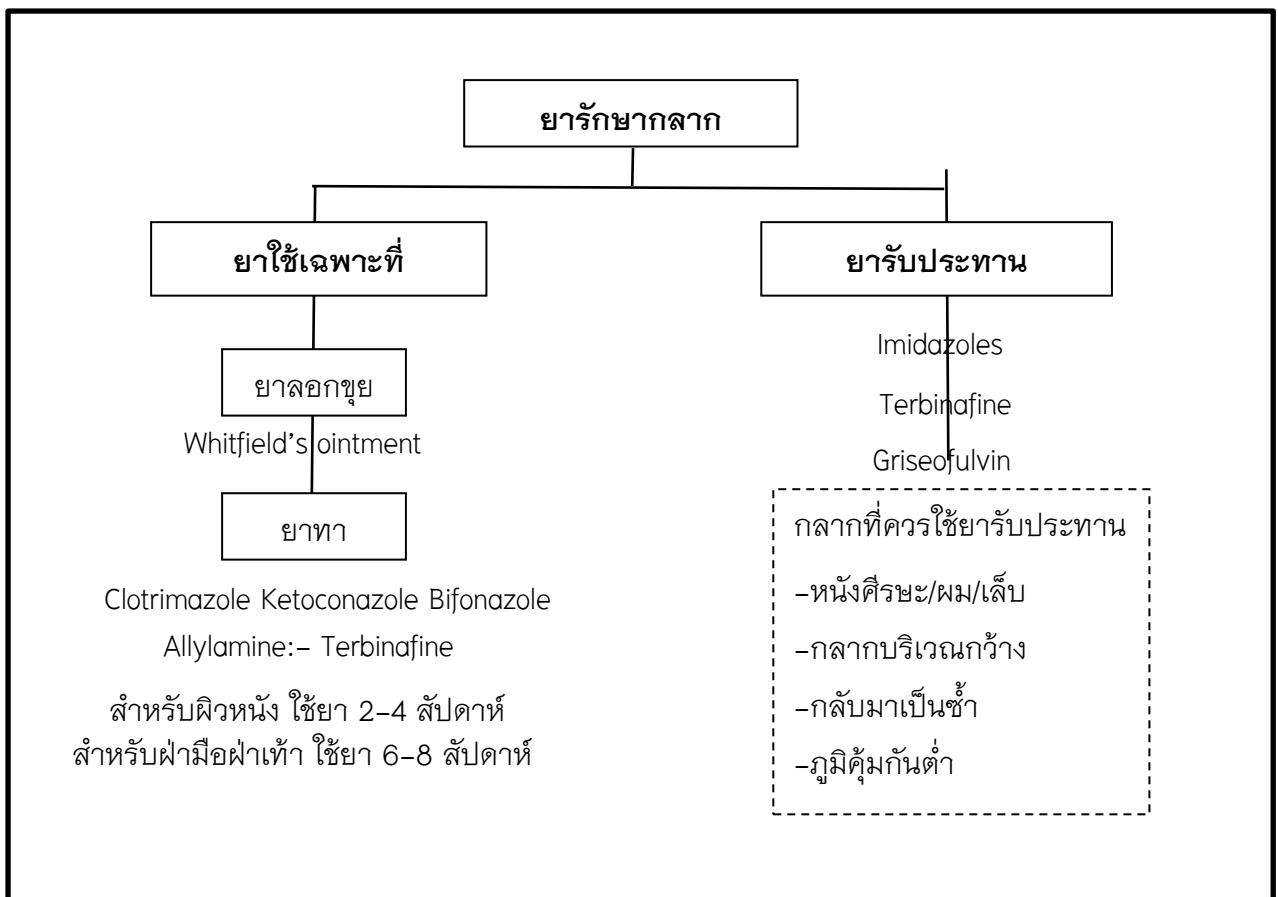 ยารักษากลาก
ยาใช้เฉพาะที่
ยาลอกขุย
Whitfield's ointment
ยาทา
Clotrimazole Ketoconazole Bifonazole
Allylamine:- Terbinafine
สำหรับผิวหนัง ใช้ยา 2-4 สัปดาห์
สำหรับฝ่ามือฝ่าเท้า ใช้ยา 6-8 สัปดาห์
ยารับประทาน
Imidazoles
Terbinafine
Griseofulvin
กลากที่ควรใช้ยารับประทาน
-หนังศีรษะ/ผม/เล็บ
-กลากบริเวณกว้าง
-กลับมาเป็นซ้ำ
-ภูมิคุ้มกันต่ำ